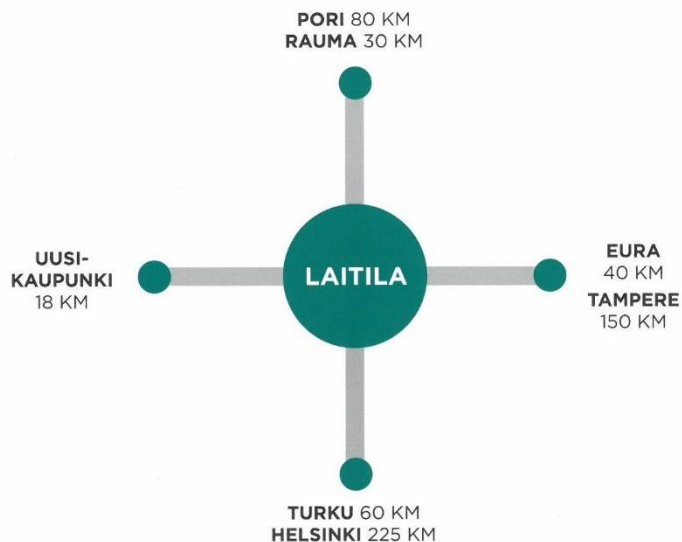 PORI 80 KM
RAUMA 30 KM
UUSI-
KAUPUNKI
18 KM
LAITILA
EURA
40 KM
TAMPERE
150 KM
TURKU 60 KM
HELSINKI 225 KM